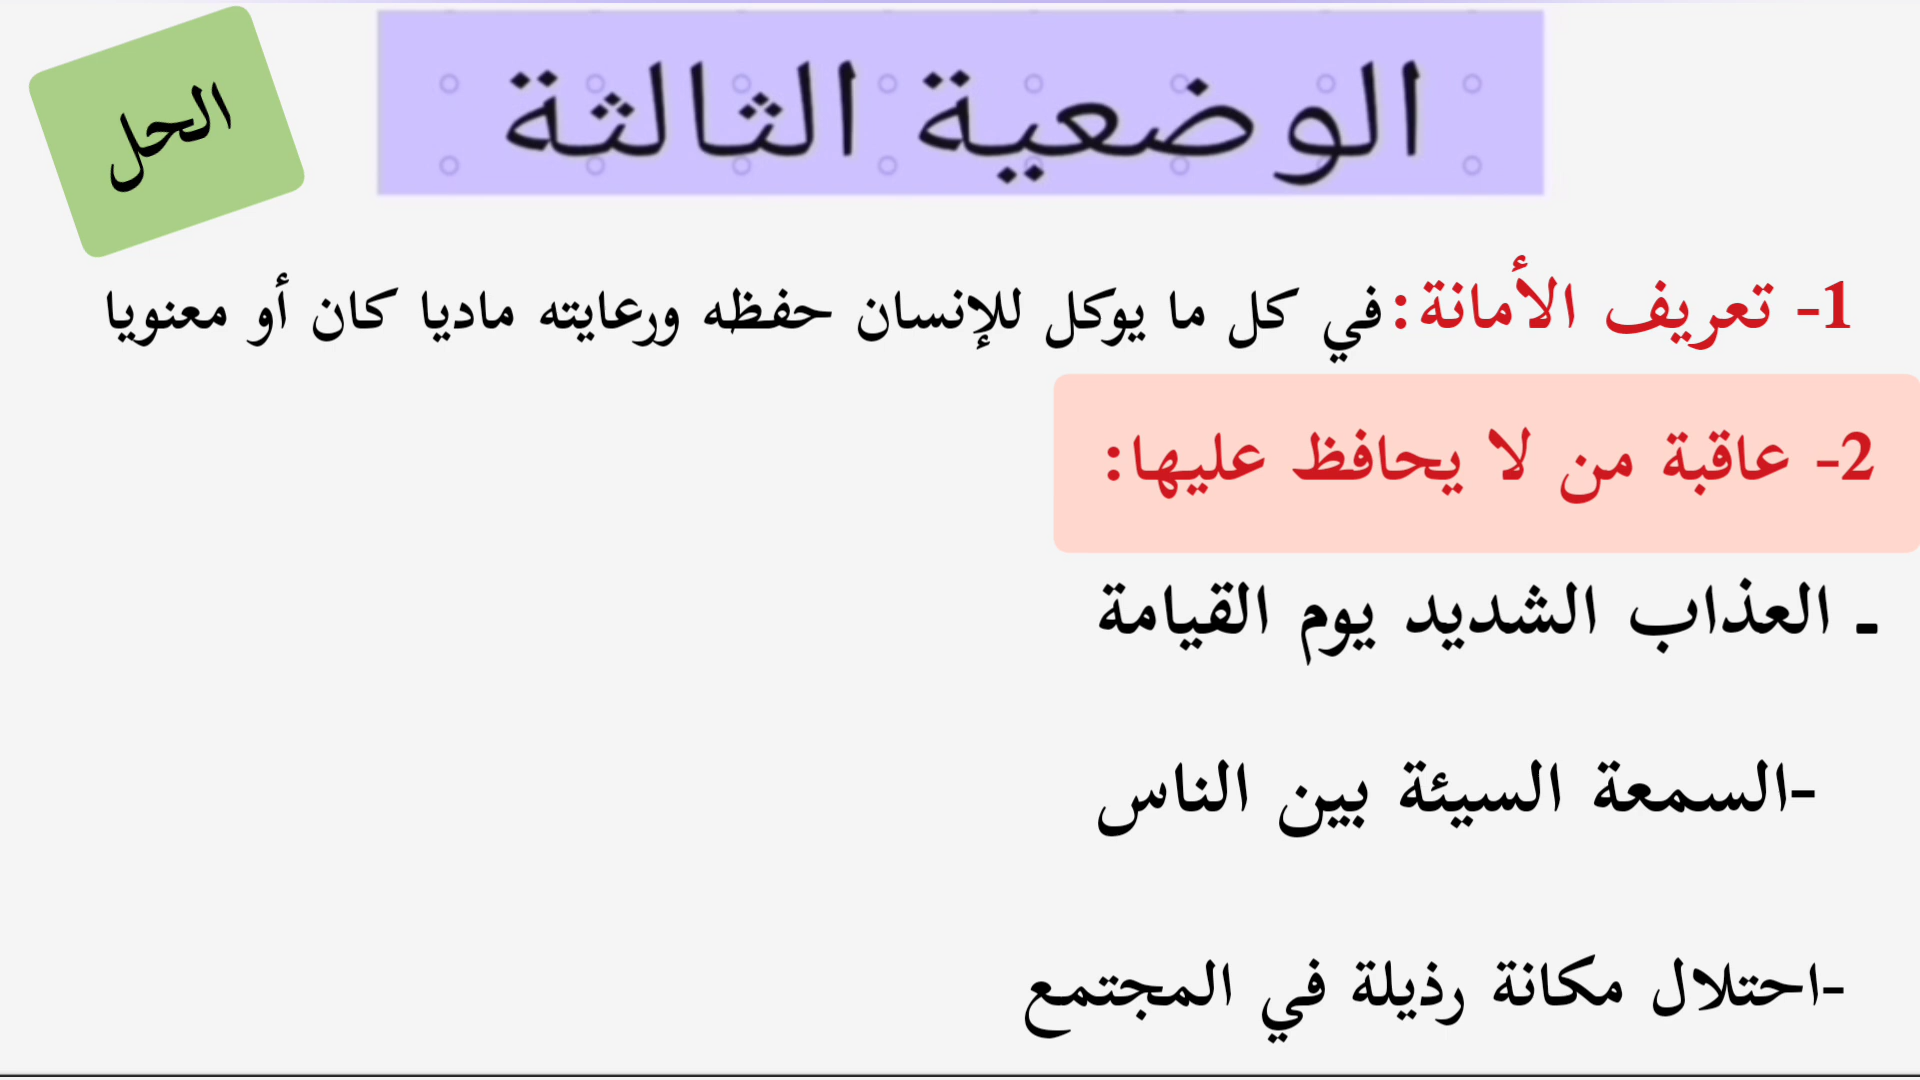 الوضعية الثالثة
الحل
1- تعريف الأمانة: في كل ما يوكل للإنسان حفظه ورعايته ماديا كان أو معنويا
2- عاقبة من لا يحافظ عليها:
ـ العذاب الشديد يوم القيامة
-السمعة السيئة بين الناس
-احتلال مكانة رذيلة في المجتمع